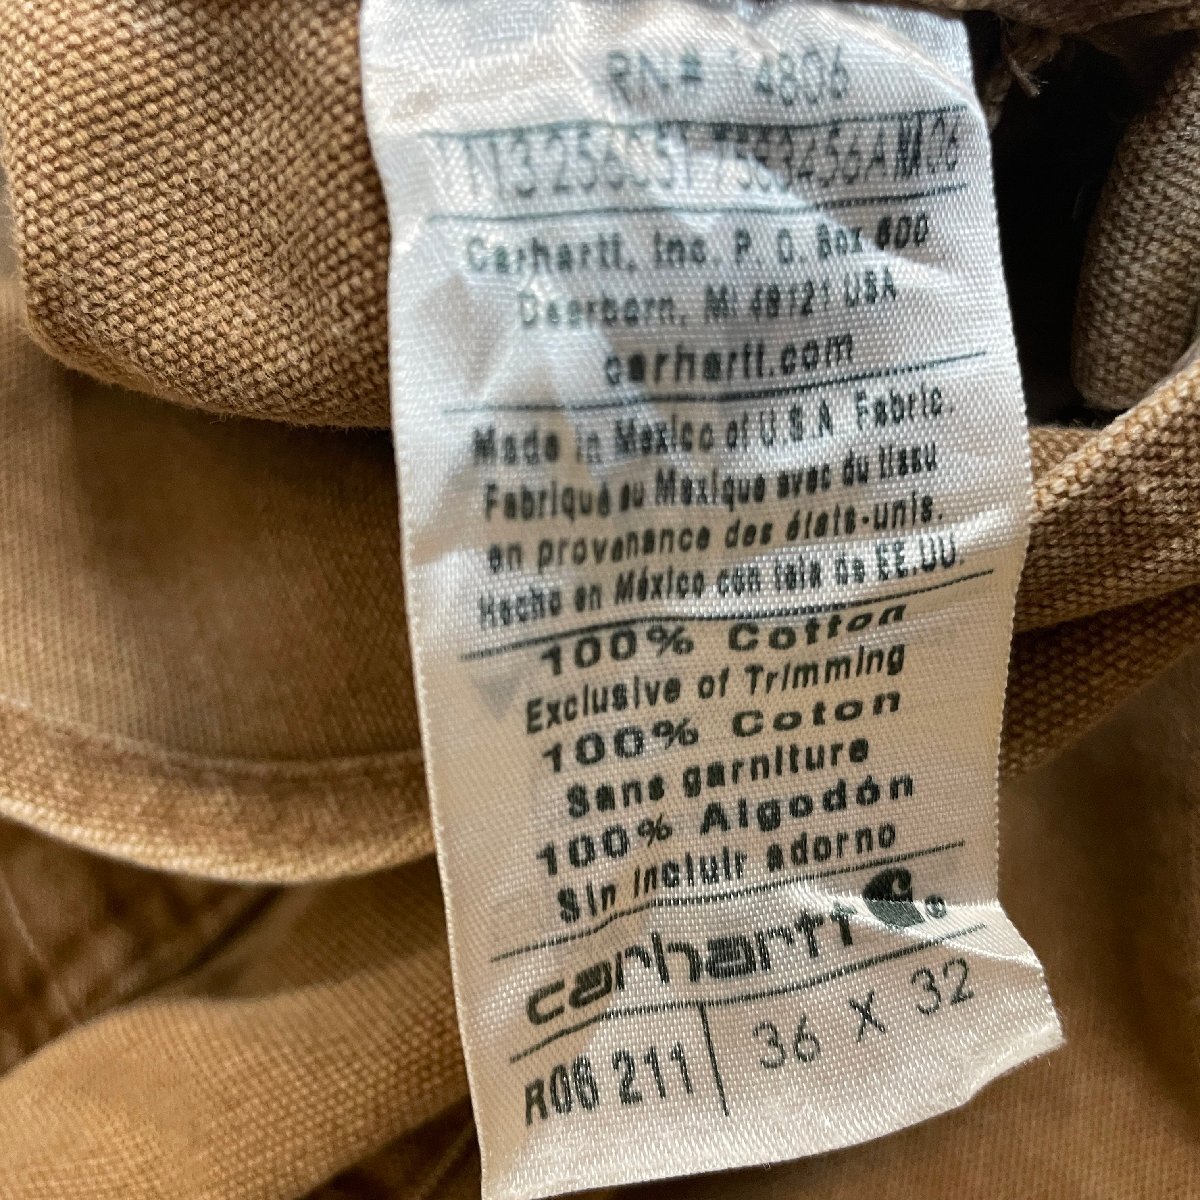 RN# 14806
Carhartt, Inc. P. O. Box 600
Dearborn, MI 48121 USA
carhartt.com
Made in Mexico of U.S.A. Fabric.
Fabriqué au Mexique avec du tissu
en provenance des états-unis.
Hecho en México con tela de EE.UU.
100% Cotton
Exclusive of Trimming
100% Coton
Sans garniture
100% Algodón
Sin incluir adorno
carhartt
R06 211 36 X 32